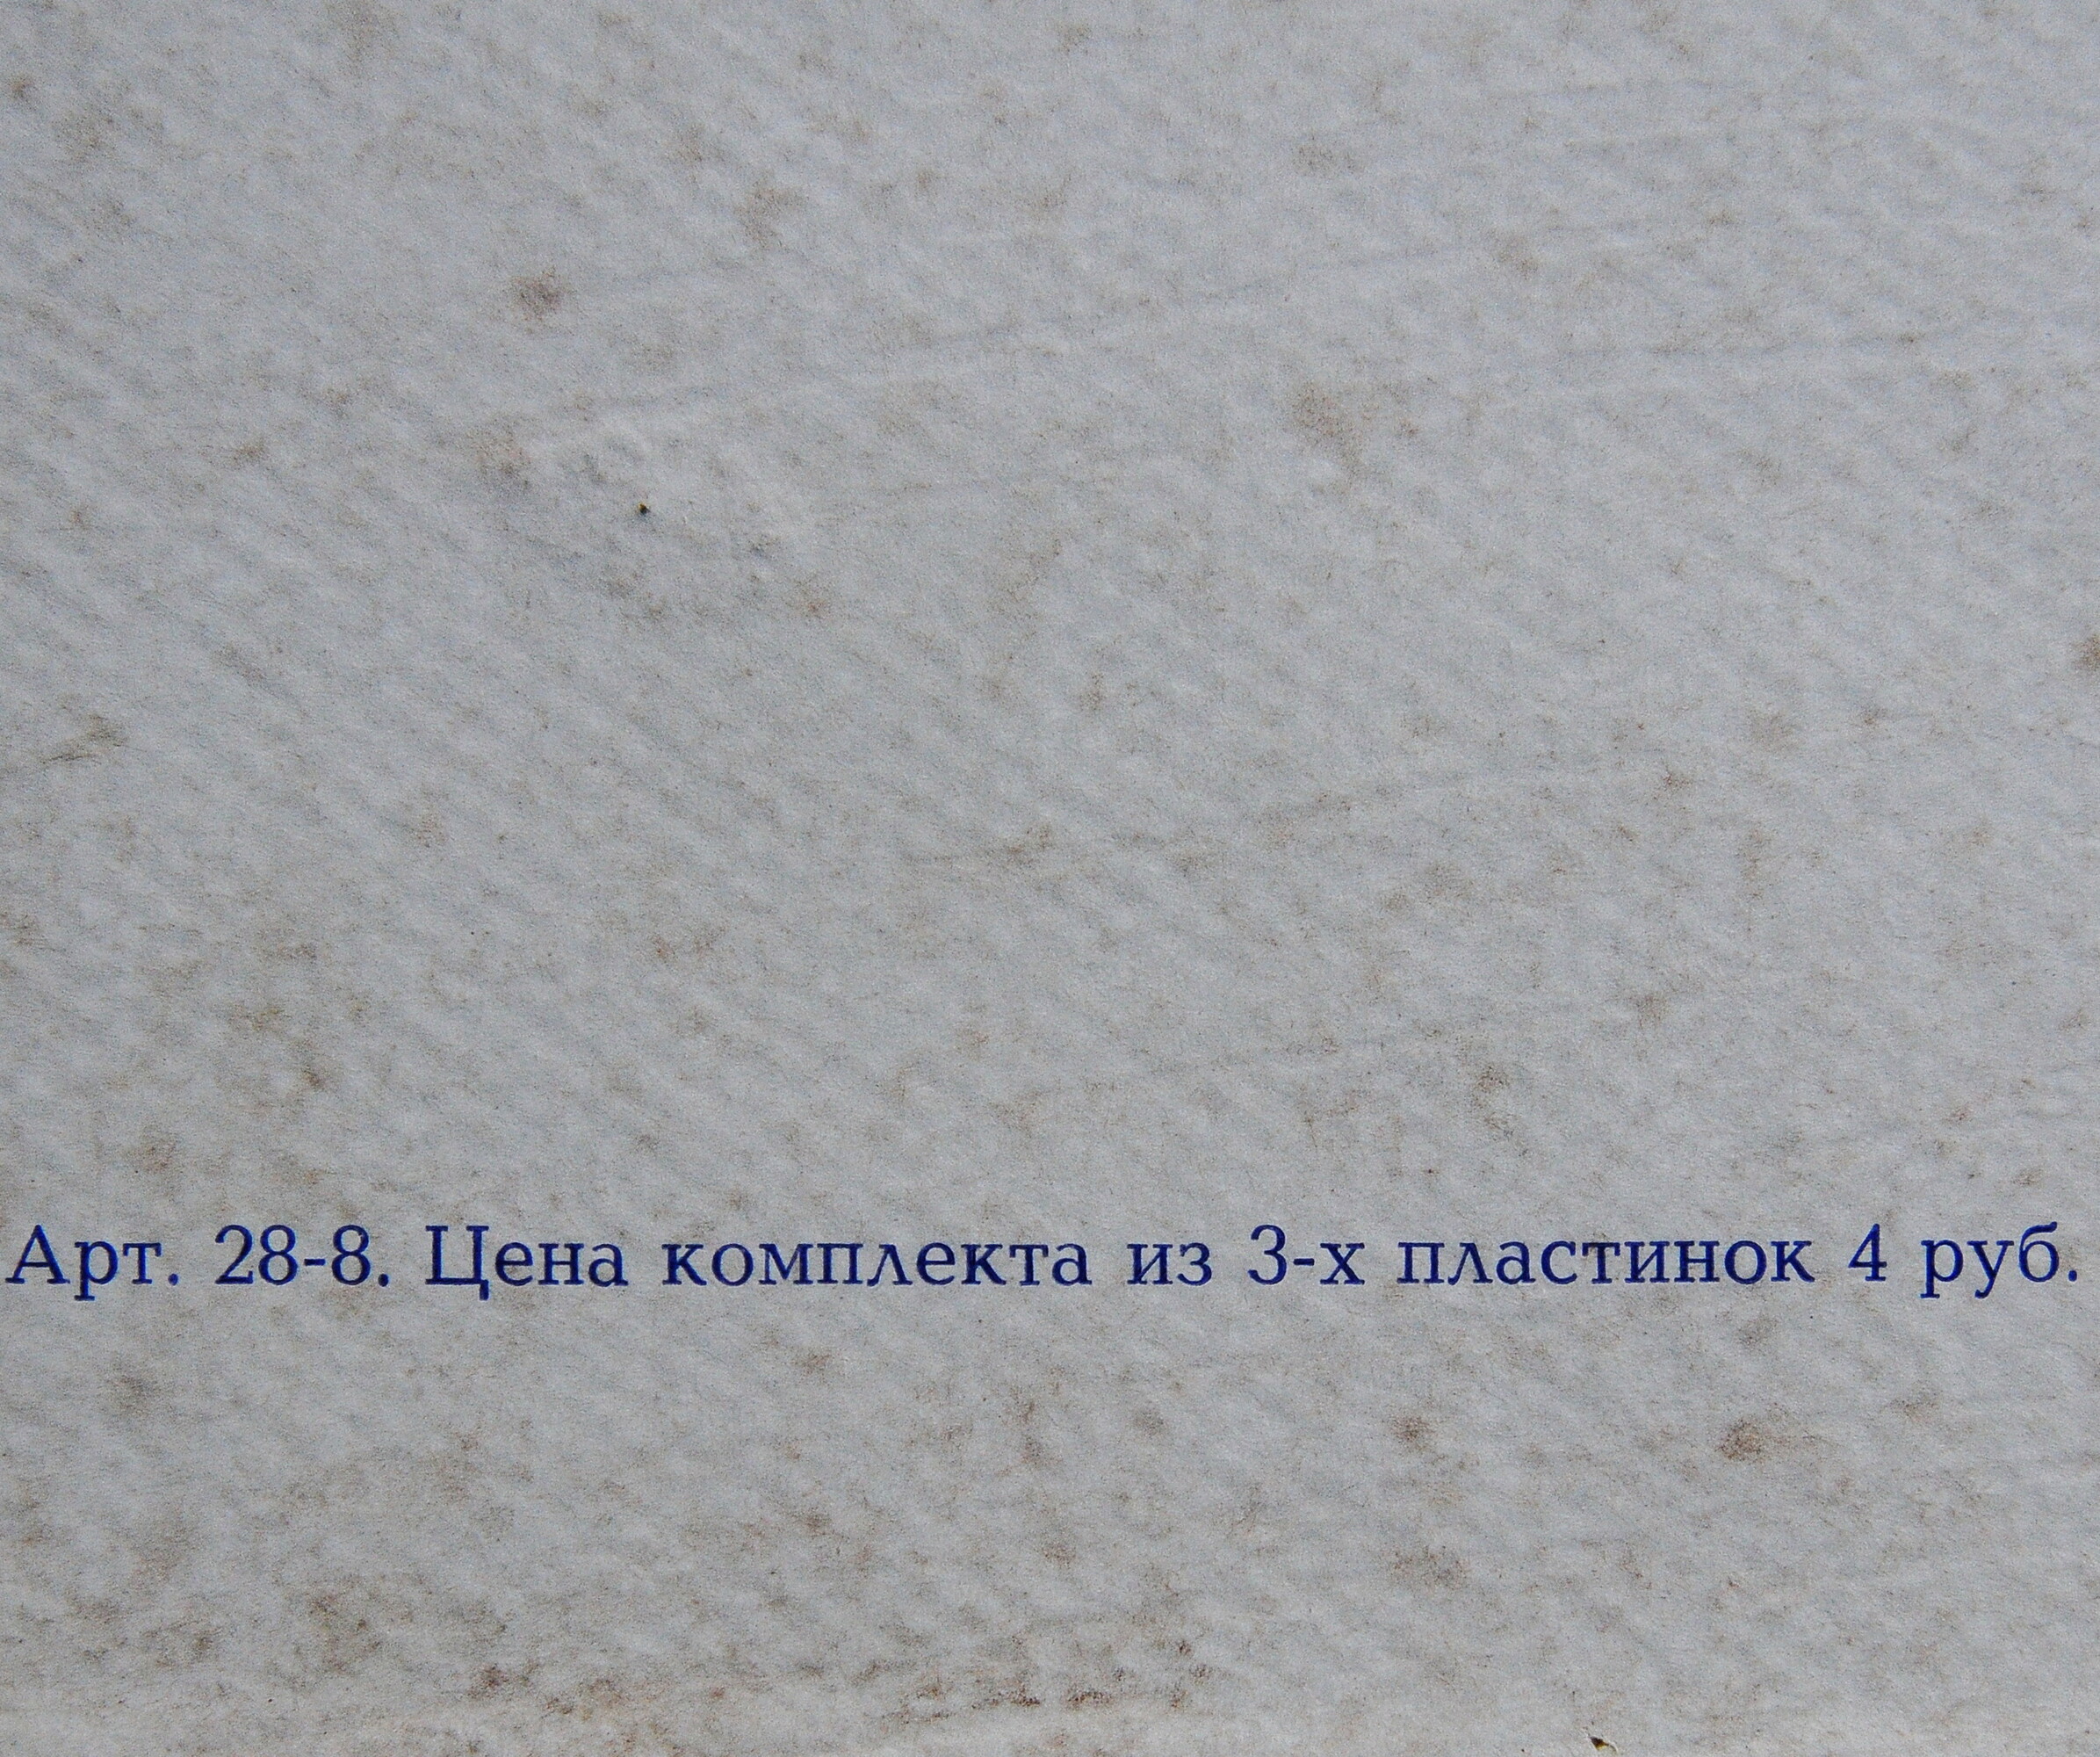 Арт. 28-8. Цена комплекта из 3-х пластинок 4 руб.